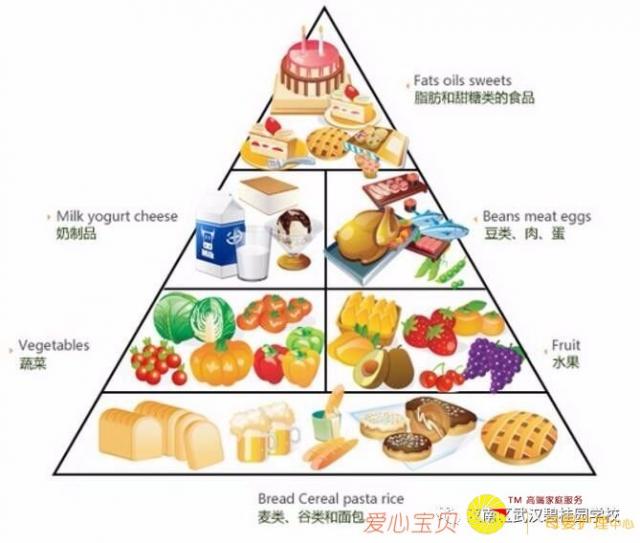 Fats oils sweets
脂肪和甜糖类的食品
Milk yogurt cheese
奶制品
Beans meat eggs
豆类、肉、蛋
Vegetables
蔬菜
Fruit
水果
Bread Cereal pasta rice
麦类、谷类和面包
TM 高端家庭服务
爱心宝贝
武汉碧桂园学校